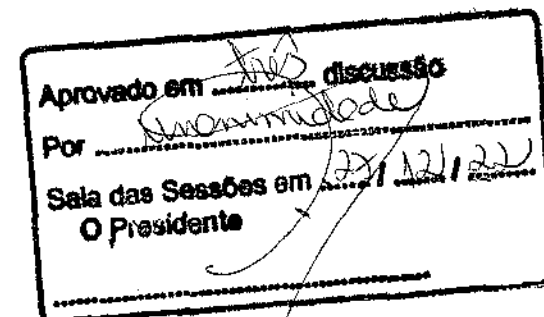 Aprovado em três discussão
Por Unanimidade
Sala das Sessões em 27/12/22
O Presidente